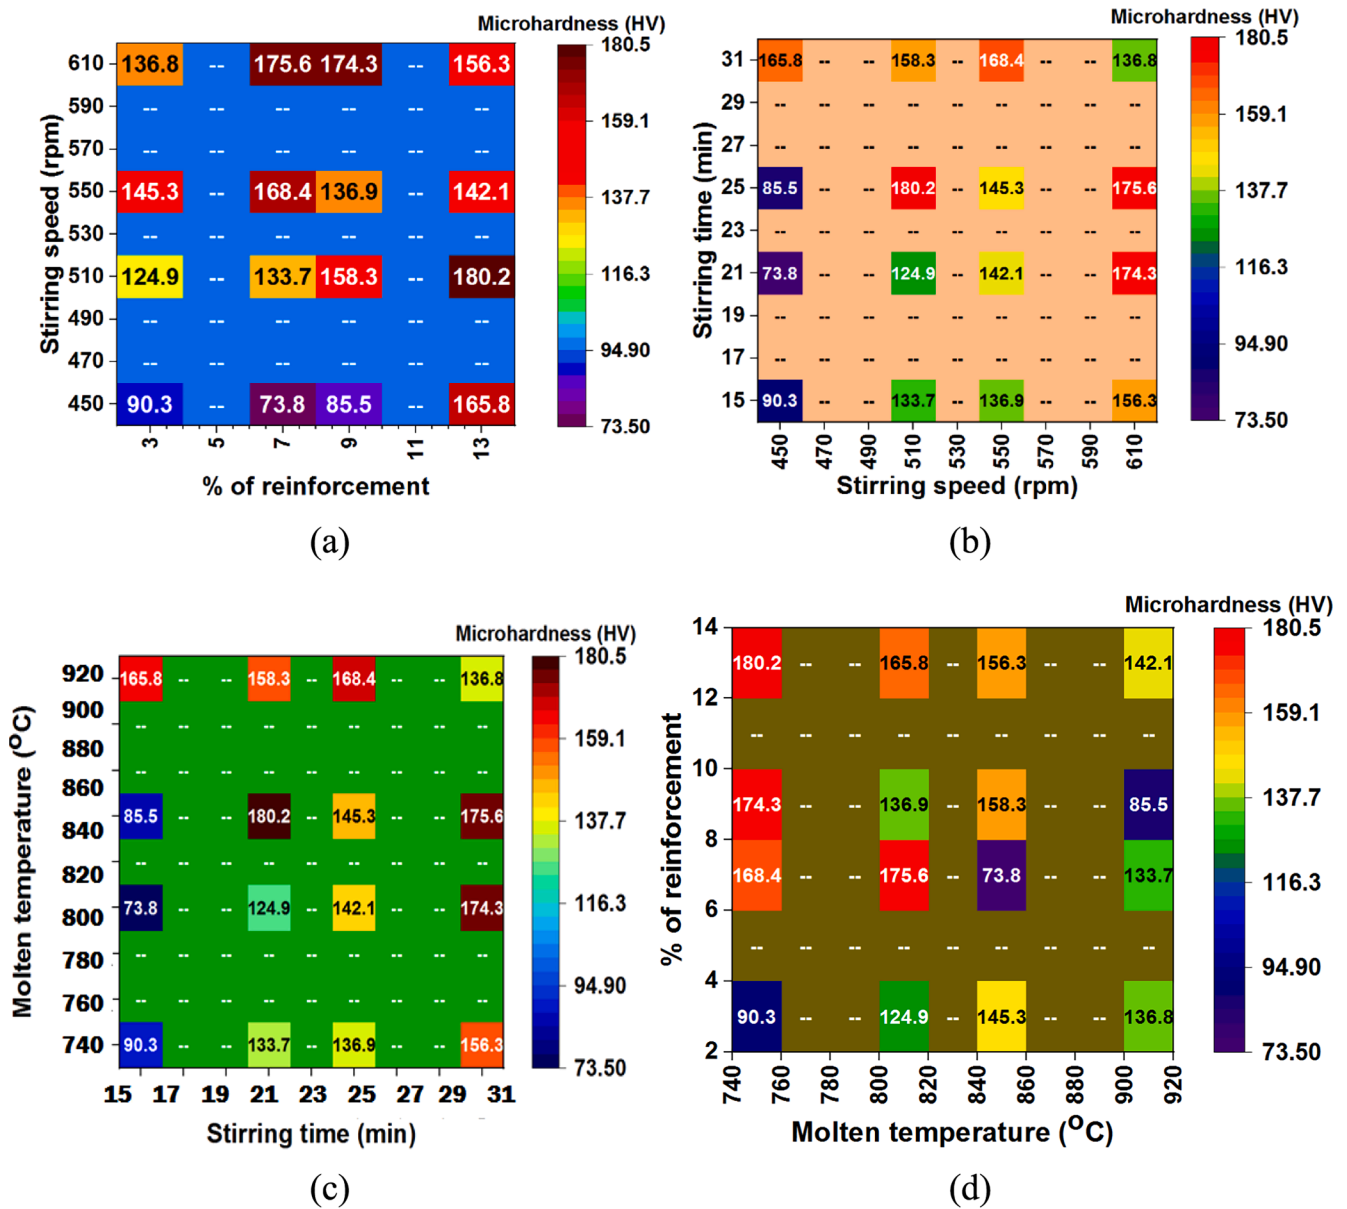 Microhardness (HV)
610 136.8 -- 175.6 174.3 -- 156.3 180.5
590 -- -- -- -- -- --
570 -- -- -- -- -- -- 159.1
550 145.3 -- 168.4 136.9 -- 142.1 137.7
530 -- -- -- -- -- --
510 124.9 -- 133.7 158.3 -- 180.2 116.3
490 -- -- -- -- -- --
470 -- -- -- -- -- -- 94.90
450 90.3 -- 73.8 85.5 -- 165.8 73.50
Stirring speed (rpm)
3 5 7 9 11 13
% of reinforcement
(a)
Microhardness (HV)
31 165.8 -- -- 158.3 -- 168.4 -- -- 136.8 180.5
29 -- -- -- -- -- -- -- -- -- 159.1
27 -- -- -- -- -- -- -- -- --
25 85.5 -- -- 180.2 -- 145.3 -- -- 175.6 137.7
23 -- -- -- -- -- -- -- -- --
21 73.8 -- -- 124.9 -- 142.1 -- -- 174.3 116.3
19 -- -- -- -- -- -- -- -- --
17 -- -- -- -- -- -- -- -- -- 94.90
15 90.3 -- -- 133.7 -- 136.9 -- -- 156.3 73.50
Stirring time (min)
450 470 490 510 530 550 570 590 610
Stirring speed (rpm)
(b)
Microhardness (HV)
920 165.8 -- -- 158.3 -- 168.4 -- -- 136.8 180.5
900 -- -- -- -- -- -- -- -- -- 159.1
880 -- -- -- -- -- -- -- -- --
860
840 85.5 -- -- 180.2 -- 145.3 -- -- 175.6 137.7
820 -- -- -- -- -- -- -- -- --
800 73.8 -- -- 124.9 -- 142.1 -- -- 174.3 116.3
780 -- -- -- -- -- -- -- -- -- 94.90
760 -- -- -- -- -- -- -- -- --
740 90.3 -- -- 133.7 -- 136.9 -- -- 156.3 73.50
Molten temperature (ºC)
15 17 19 21 23 25 27 29 31
Stirring time (min)
(c)
Microhardness (HV)
14 180.5
180.2 -- -- 165.8 -- 156.3 -- -- 142.1
12 159.1
-- -- -- -- -- -- -- -- --
10 137.7
174.3 -- -- 136.9 -- 158.3 -- -- 85.5
8
168.4 -- -- 175.6 -- 73.8 -- -- 133.7 116.3
6
-- -- -- -- -- -- -- -- -- 94.90
4
90.3 -- -- 124.9 -- 145.3 -- -- 136.8
2 73.50
% of reinforcement
740 760 780 800 820 840 860 880 900 920
Molten temperature (ºC)
(d)